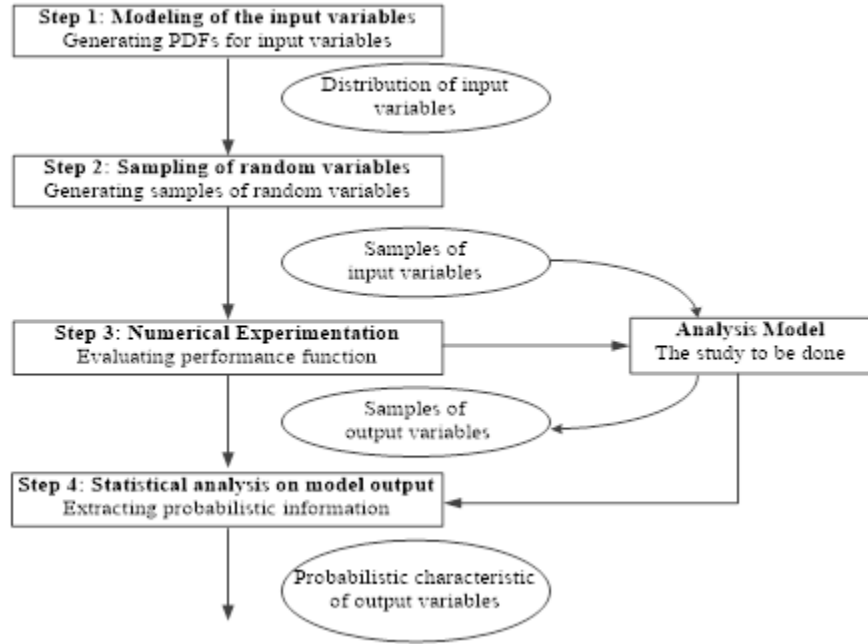 Step 1: Modeling of the input variables
Generating PDFs for input variables
Distribution of input
variables
Step 2: Sampling of random variables
Generating samples of random variables
Samples of
input variables
Step 3: Numerical Experimentation
Evaluating performance function
Analysis Model
The study to be done
Samples of
output variables
Step 4: Statistical analysis on model output
Extracting probabilistic information
Probabilistic characteristic
of output variables